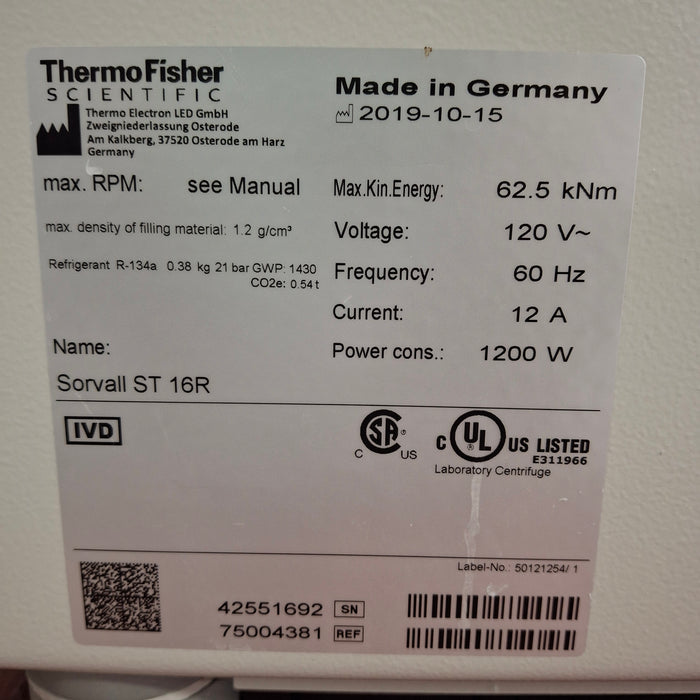 ThermoFisher
SCIENTIFIC
Thermo Electron LED GmbH
Zweigniederlassung Osterode
Am Kalkberg, 37520 Osterode am Harz
Germany
Made in Germany
2019-10-15
max. RPM: see Manual
max. density of filling material: 1.2 g/cm³
Refrigerant R-134a 0.38 kg 21 bar GWP: 1430
CO2e: 0.54 t
Max.Kin.Energy: 62.5 kNm
Voltage: 120 V~
Frequency: 60 Hz
Current: 12 A
Power cons.: 1200 W
Name:
Sorvall ST 16R
IVD
C SA ® US
C UL ® US LISTED
E311966
Laboratory Centrifuge
Label-No.: 50121254/ 1
42551692 SN
75004381 REF